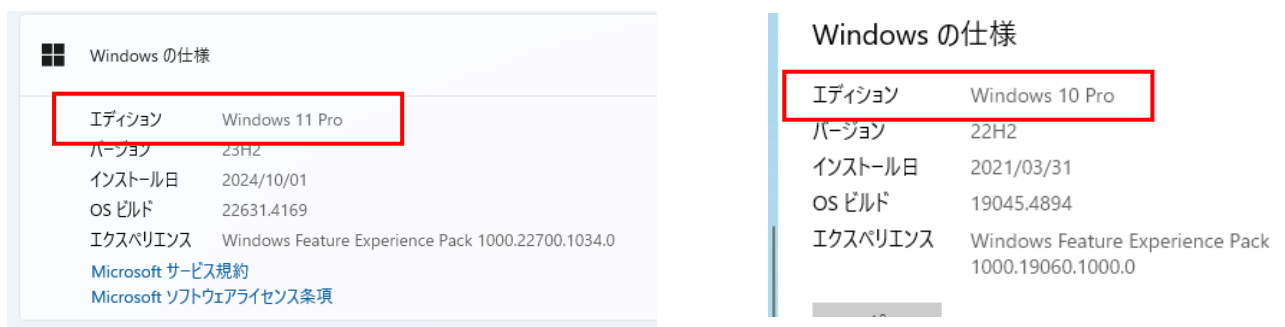 Windows の仕様
エディション Windows 11 Pro
バージョン 23H2
インストール日 2024/10/01
OS ビルド 22631.4169
エクスペリエンス Windows Feature Experience Pack 1000.22700.1034.0
Microsoft サービス規約
Microsoft ソフトウェアライセンス条項
Windows の仕様
エディション Windows 10 Pro
バージョン 22H2
インストール日 2021/03/31
OS ビルド 19045.4894
エクスペリエンス Windows Feature Experience Pack
1000.19060.1000.0